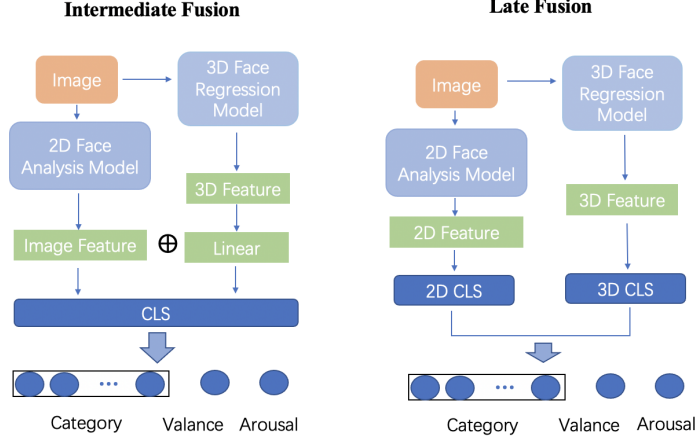 Intermediate Fusion
Image
3D Face
Regression
Model
2D Face
Analysis Model
3D Feature
Image Feature
⊕
Linear
CLS
...
Category
Valance
Arousal
Late Fusion
Image
3D Face
Regression
Model
2D Face
Analysis Model
3D Feature
2D Feature
2D CLS
3D CLS
...
Category
Valance
Arousal